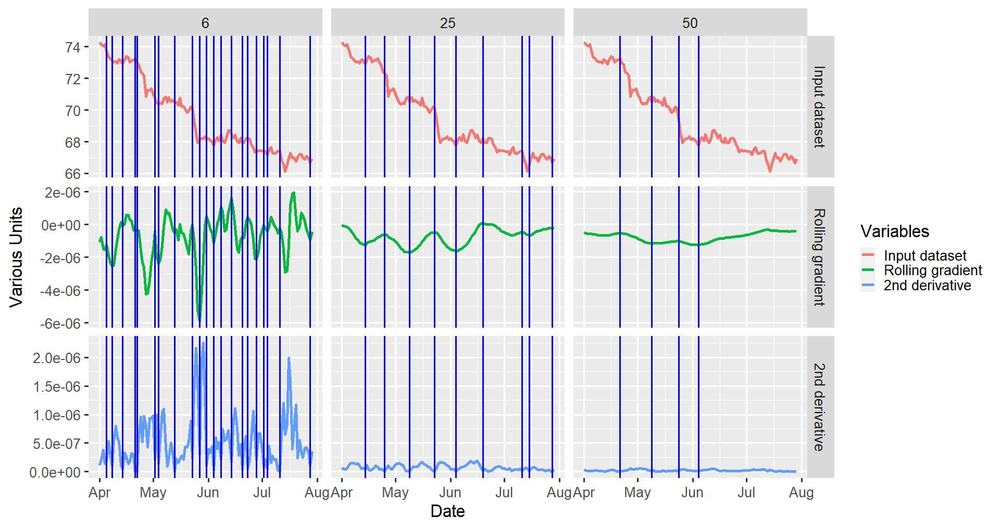 6
25
50
74
72
70
68
66
Input dataset
2e-06
0e+00
-2e-06
-4e-06
-6e-06
Rolling gradient
2.0e-06
1.5e-06
1.0e-06
5.0e-07
0.0e+00
2nd derivative
Various Units
Apr May Jun Jul Aug
Apr May Jun Jul Aug
Apr May Jun Jul Aug
Date
Variables
Input dataset
Rolling gradient
2nd derivative